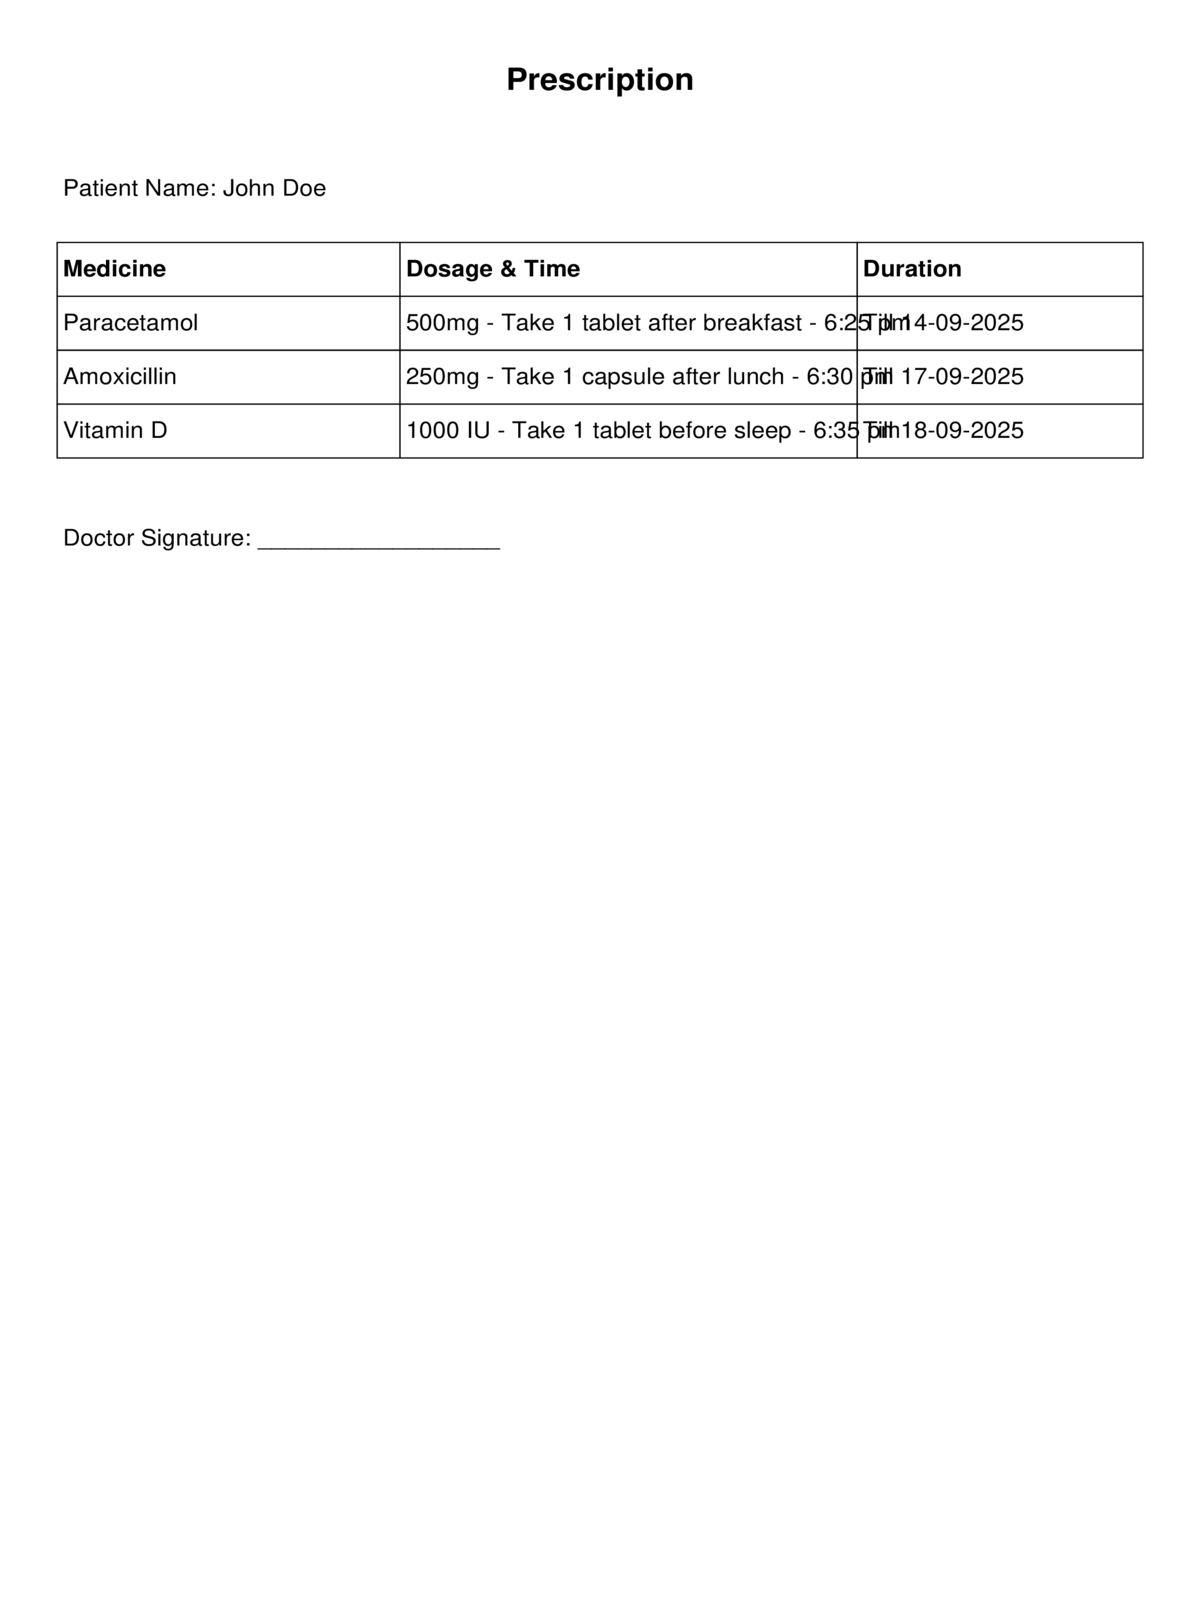 Prescription
Patient Name: John Doe
Medicine Dosage & Time Duration
Paracetamol 500mg - Take 1 tablet after breakfast - 6:25 pm Till 14-09-2025
Amoxicillin 250mg - Take 1 capsule after lunch - 6:30 pm Till 17-09-2025
Vitamin D 1000 IU - Take 1 tablet before sleep - 6:35 pm Till 18-09-2025
Doctor Signature: __________________